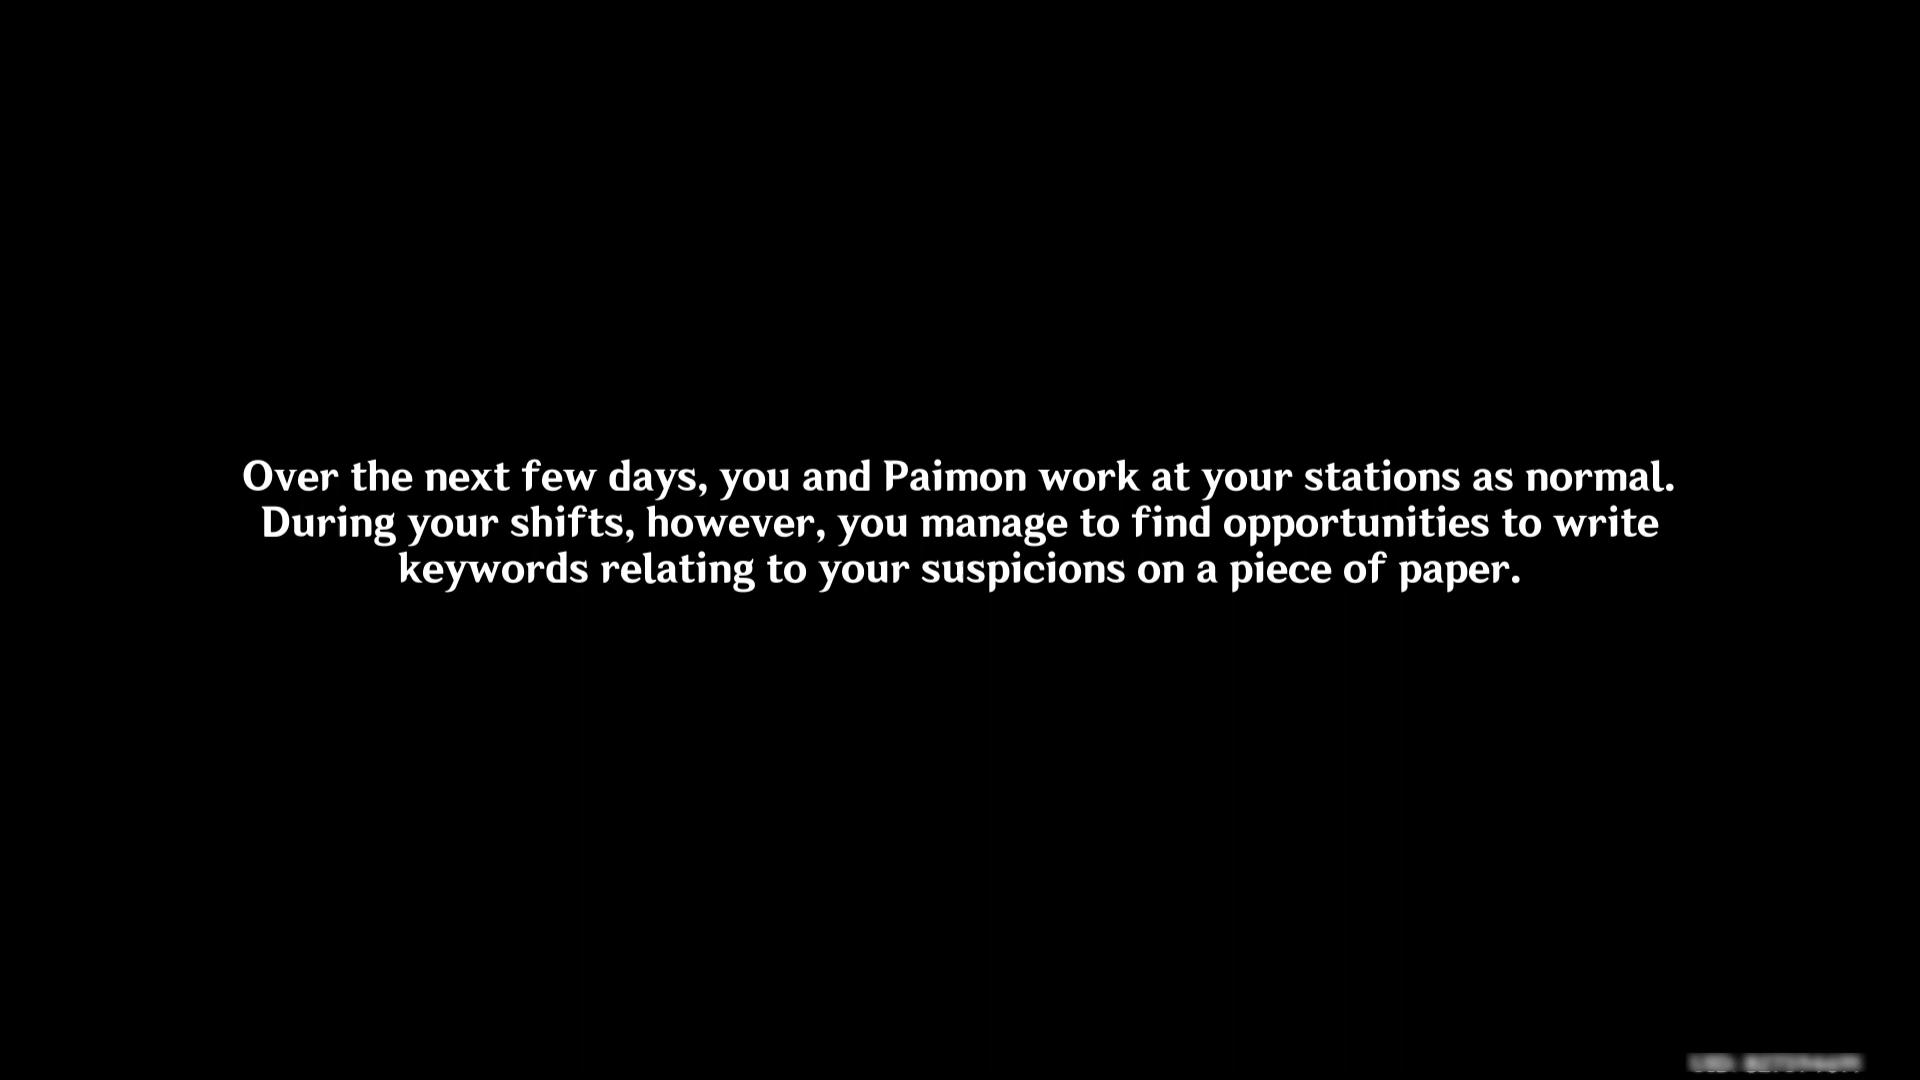 Over the next few days, you and Paimon work at your stations as normal.
During your shifts, however, you manage to find opportunities to write
keywords relating to your suspicions on a piece of paper.